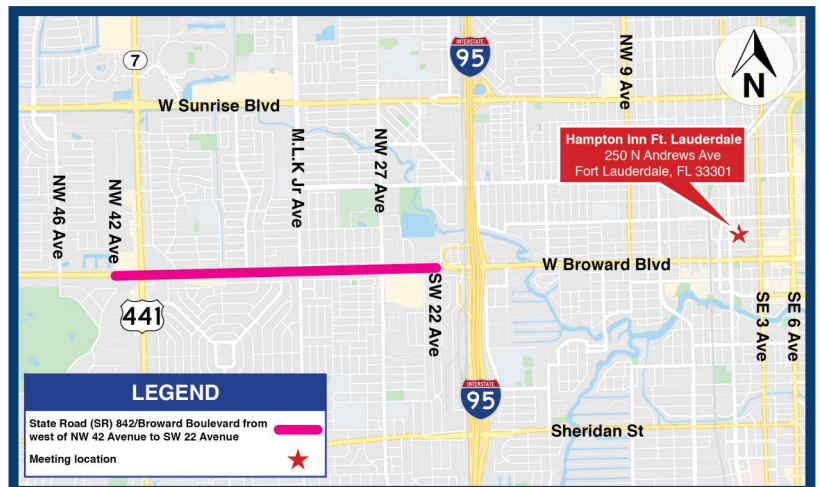 7
INTERSTATE
95
N
W Sunrise Blvd
NW 9 Ave
Hampton Inn Ft. Lauderdale
250 N Andrews Ave
Fort Lauderdale, FL 33301
M.L.K Jr Ave
NW 27 Ave
NW 46 Ave
NW 42 Ave
W Broward Blvd
441
SW 22 Ave
SE 3 Ave
SE 6 Ave
INTERSTATE
95
Sheridan St
LEGEND
State Road (SR) 842/Broward Boulevard from
west of NW 42 Avenue to SW 22 Avenue
Meeting location